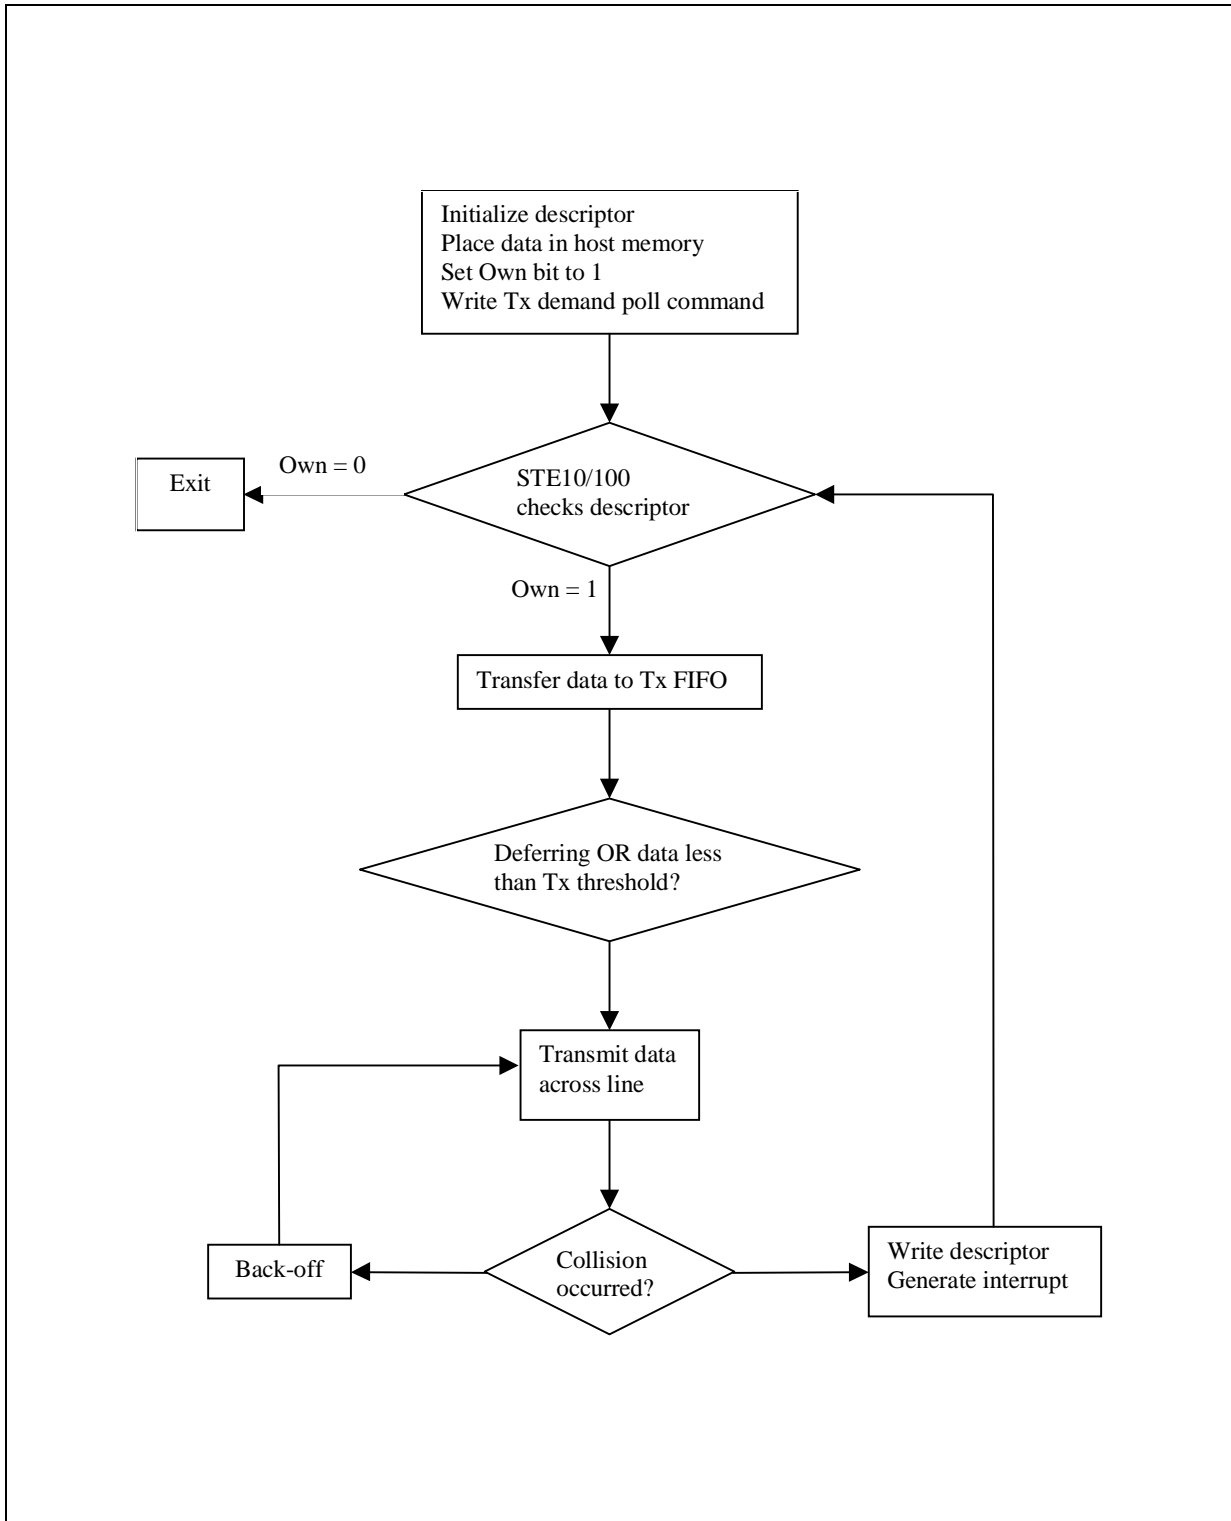 Initialize descriptor
Place data in host memory
Set Own bit to 1
Write Tx demand poll command
Exit
Own = 0
STE10/100
checks descriptor
Own = 1
Transfer data to Tx FIFO
Deferring OR data less
than Tx threshold?
Transmit data
across line
Back-off
Collision
occurred?
Write descriptor
Generate interrupt